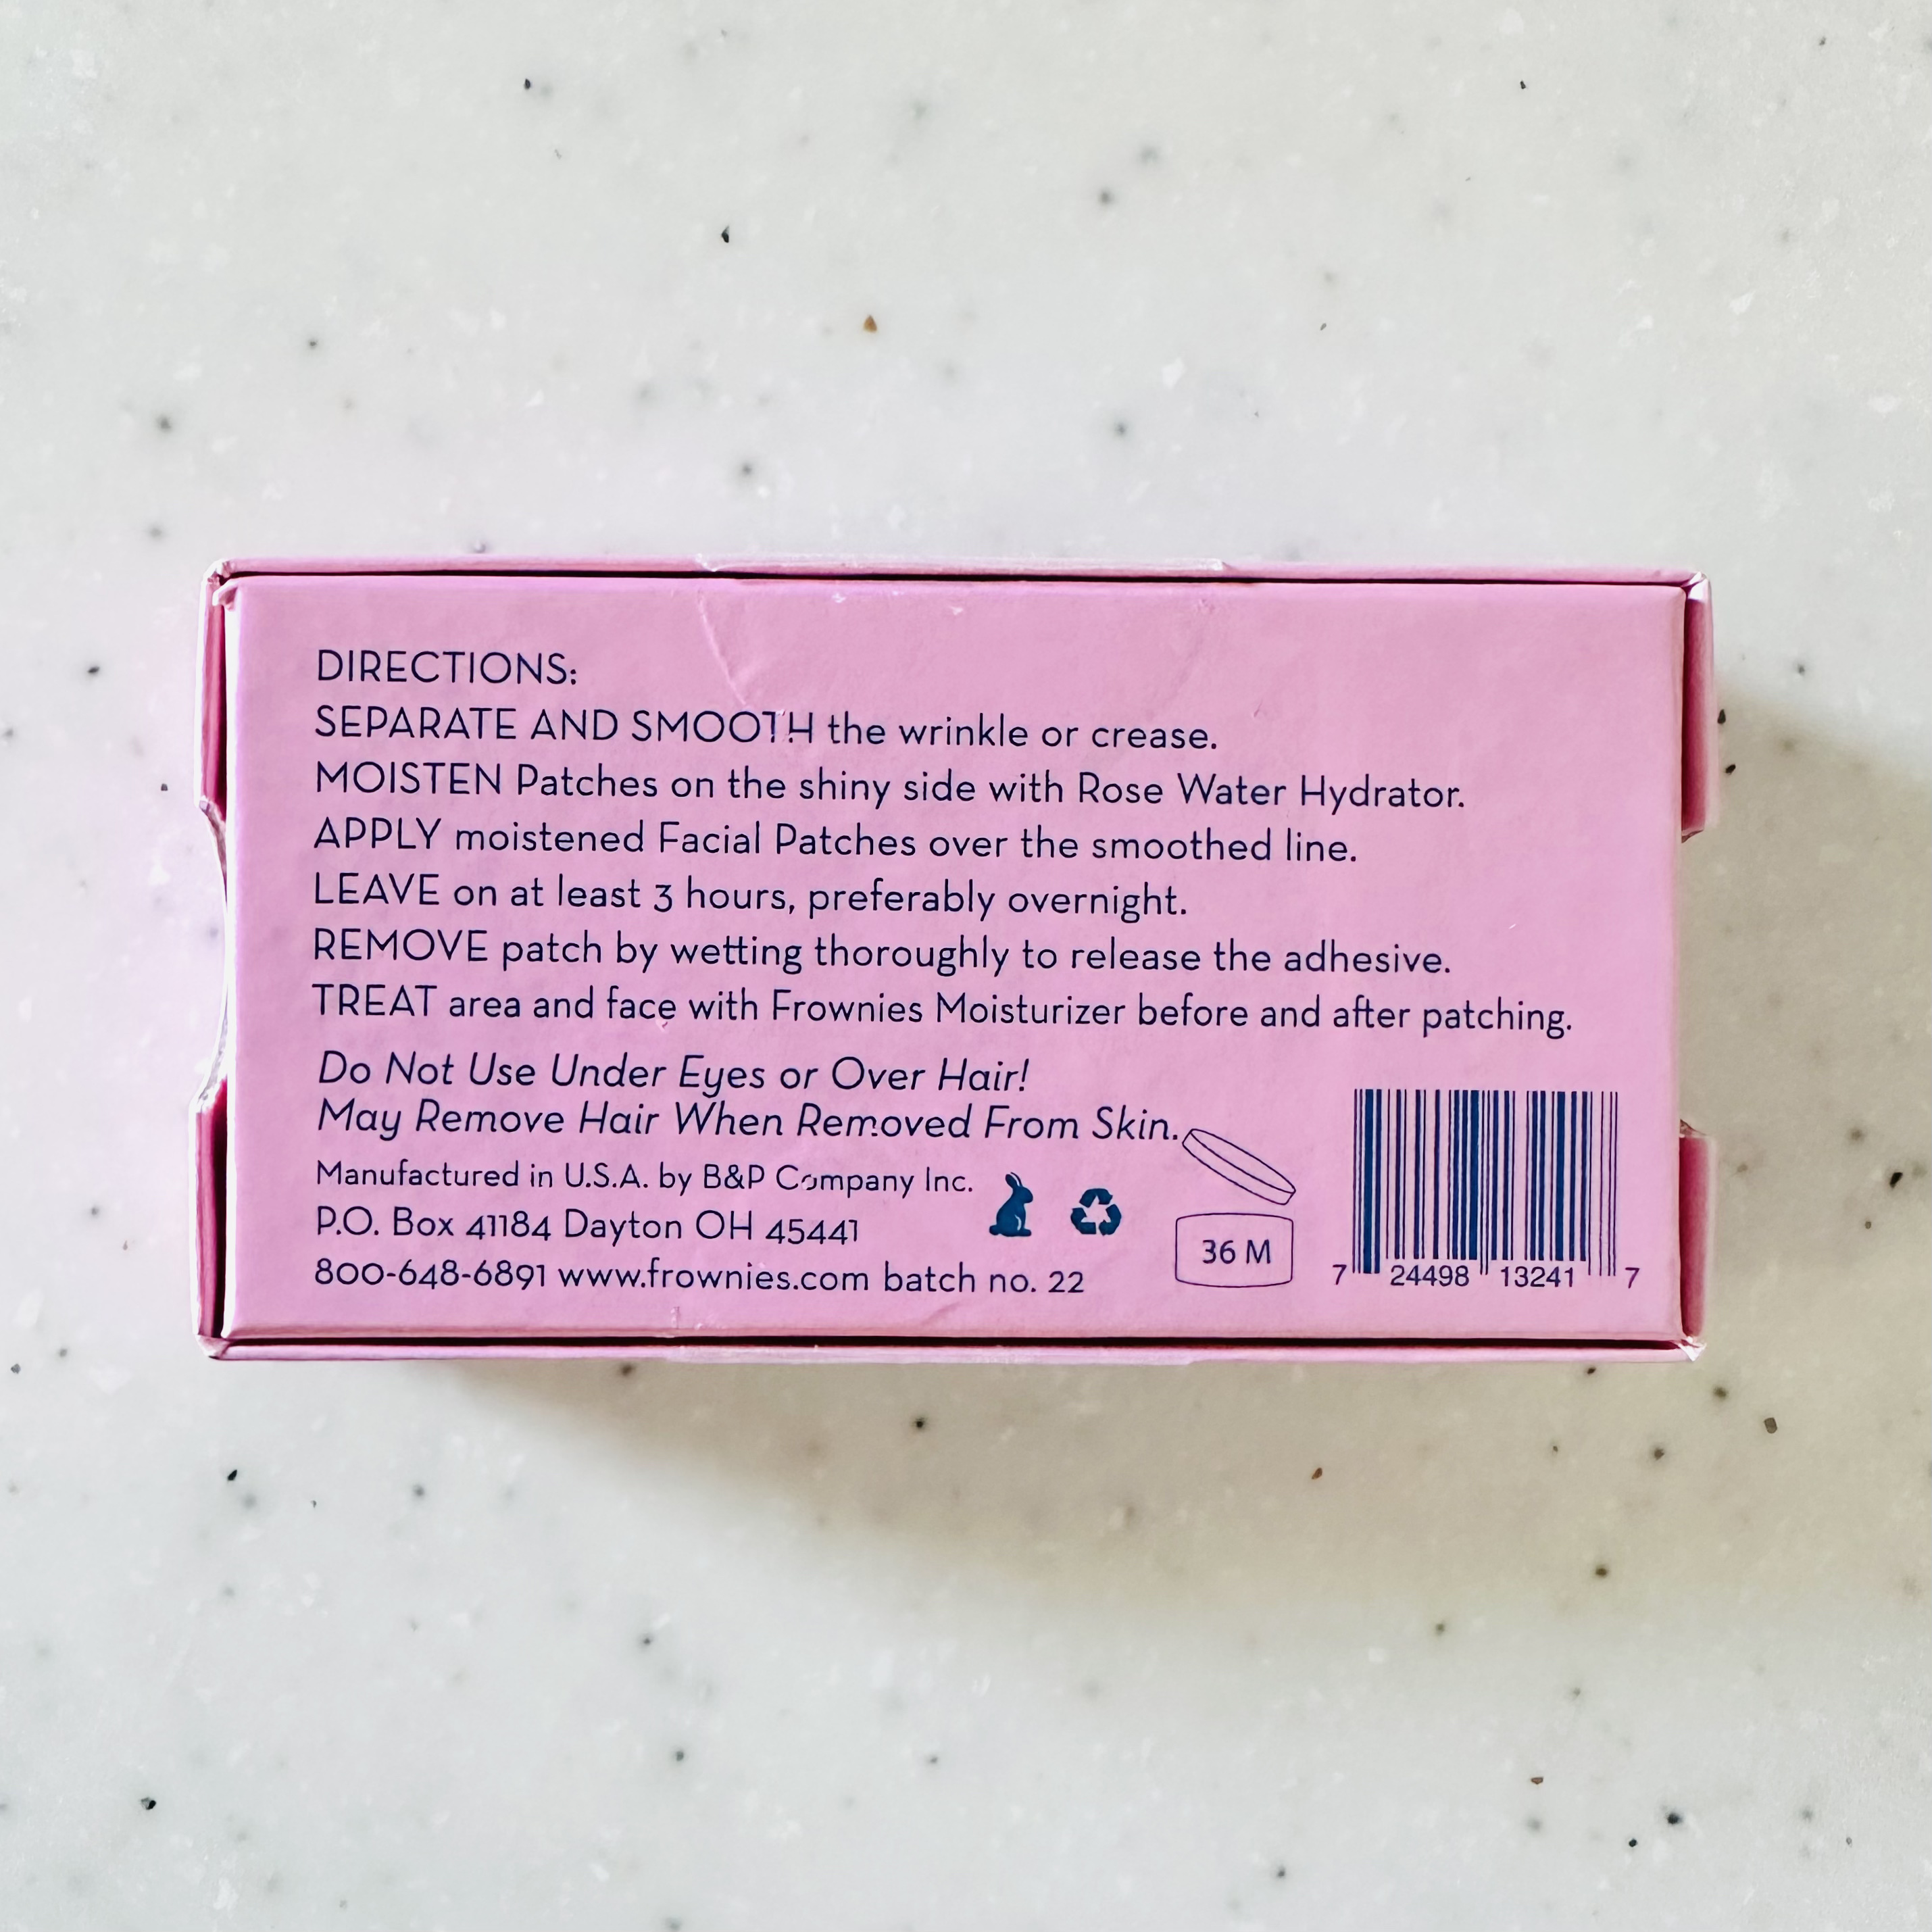 DIRECTIONS:
SEPARATE AND SMOOTH the wrinkle or crease.
MOISTEN Patches on the shiny side with Rose Water Hydrator.
APPLY moistened Facial Patches over the smoothed line.
LEAVE on at least 3 hours, preferably overnight.
REMOVE patch by wetting thoroughly to release the adhesive.
TREAT area and face with Frownies Moisturizer before and after patching.
Do Not Use Under Eyes or Over Hair!
May Remove Hair When Removed From Skin.
Manufactured in U.S.A. by B&P Company Inc.
P.O. Box 41184 Dayton OH 45441
800-648-6891 www.frownies.com batch no. 22
36 M
7 24498 13241 7